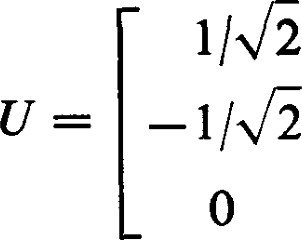 1/√2
U = [ −1/√2
0